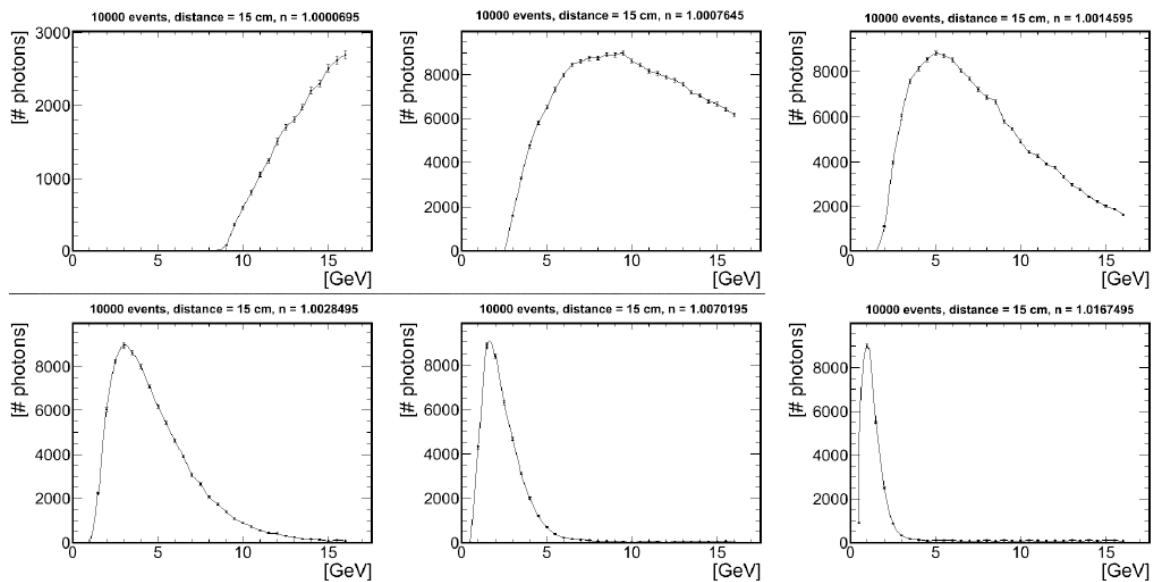 10000 events, distance = 15 cm, n = 1.0000695
[# photons]
3000
2000
1000
0
0 5 10 15
[GeV]
10000 events, distance = 15 cm, n = 1.0007645
[# photons]
8000
6000
4000
2000
0
0 5 10 15
[GeV]
10000 events, distance = 15 cm, n = 1.0014595
[# photons]
8000
6000
4000
2000
0
0 5 10 15
[GeV]
10000 events, distance = 15 cm, n = 1.0028495
[# photons]
8000
6000
4000
2000
0
0 5 10 15
[GeV]
10000 events, distance = 15 cm, n = 1.0070195
[# photons]
8000
6000
4000
2000
0
0 5 10 15
[GeV]
10000 events, distance = 15 cm, n = 1.0167495
[# photons]
8000
6000
4000
2000
0
0 5 10 15
[GeV]